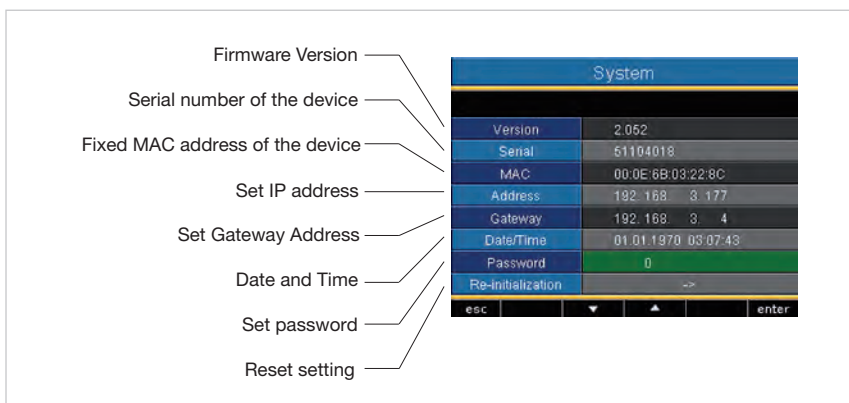 Firmware Version
Serial number of the device
Fixed MAC address of the device
Set IP address
Set Gateway Address
Date and Time
Set password
Reset setting
System
Version 2.052
Serial 51104018
MAC 00:0E:6B:03:22:8C
Address 192. 168. 3. 177
Gateway 192. 168. 3. 4
Date/Time 01.01.1970 03:07:43
Password 0
Re-initialization ->
esc ▼ ▲ enter